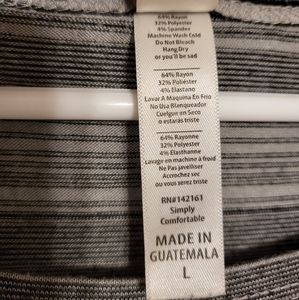 64% Rayon
32% Polyester
4% Spandex
Machine Wash Cold
Do Not Bleach
Hang Dry
or you'll be sad
64% Rayon
32% Poliéster
4% Elastano
Lavar A Maquina En Frio
No Usa Blanqueador
Cuelgue en Seco
o estarás triste
64% Rayonne
32% Polyester
4% Elasthanne
Lavage en machine á froid
Ne Pas javelliser
Accrochez soc
ou vous serez triste
RN#142161
Simply
Comfortable
MADE IN
GUATEMALA
L